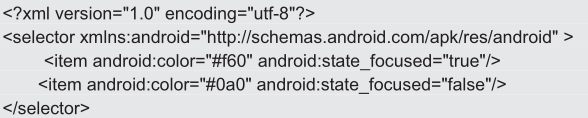 <?xml version="1.0" encoding="utf-8"?>
<selector xmlns:android="http://schemas.android.com/apk/res/android" >
<item android:color="#f60" android:state_focused="true"/>
<item android:color="#0a0" android:state_focused="false"/>
</selector>